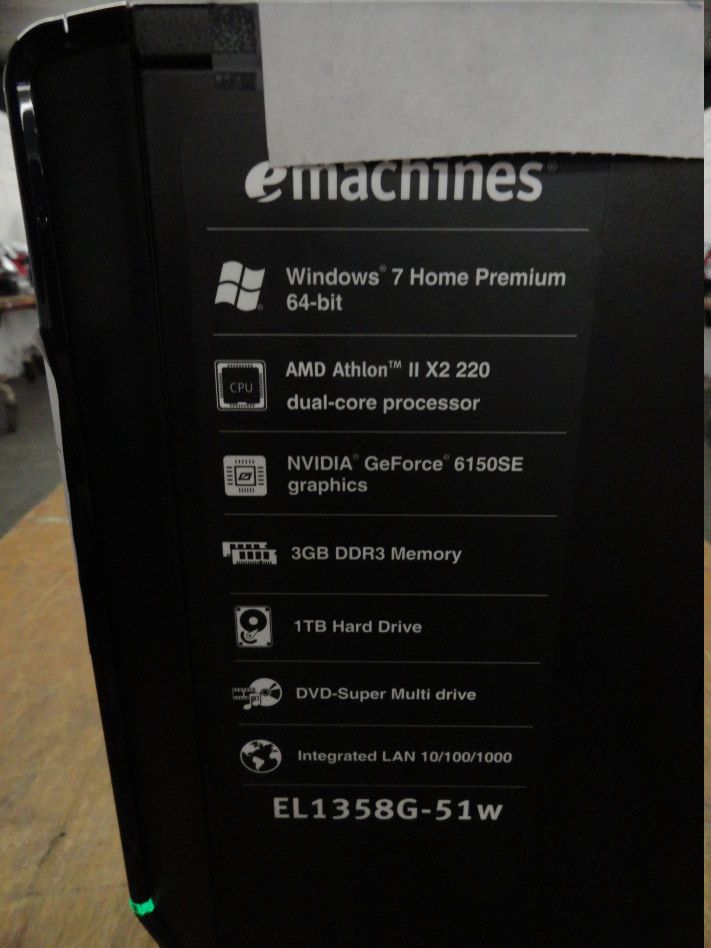 emachines®
Windows® 7 Home Premium
64-bit
CPU
AMD Athlon™ II X2 220
dual-core processor
NVIDIA® GeForce® 6150SE
graphics
3GB DDR3 Memory
1TB Hard Drive
DVD-Super Multi drive
Integrated LAN 10/100/1000
EL1358G-51w